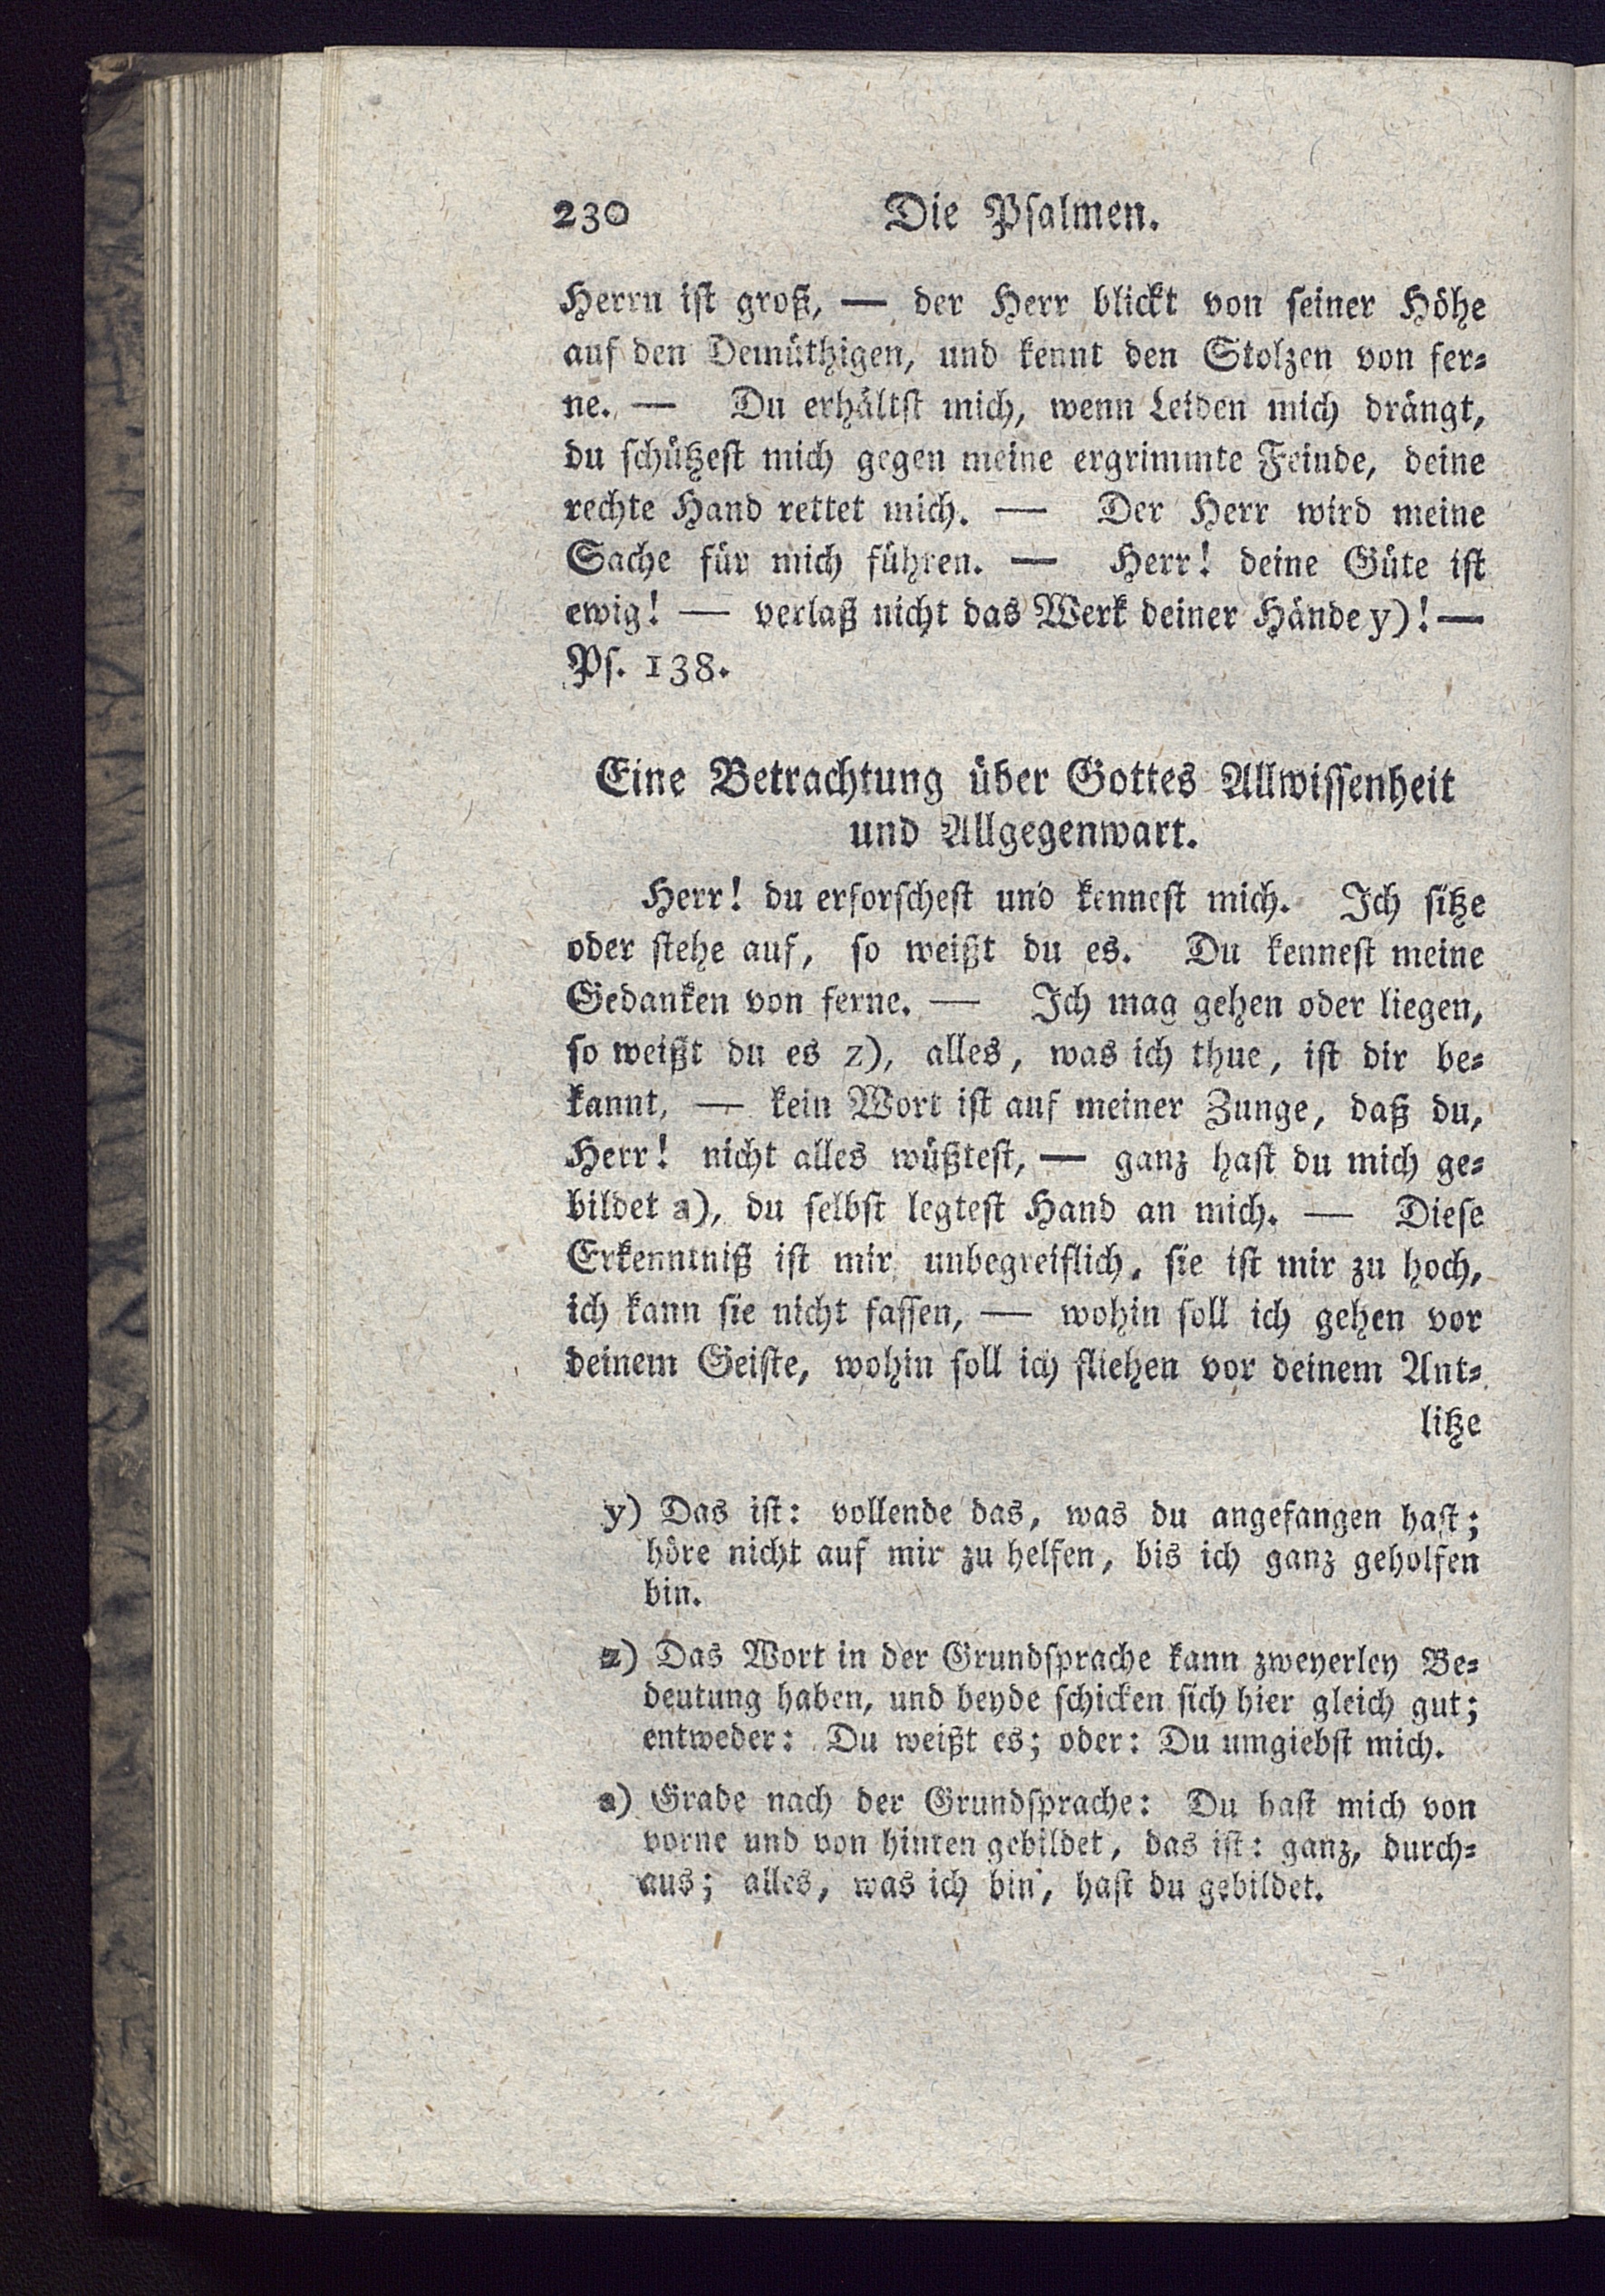 230 Die Psalmen.
Herrn ist groß, — der Herr blickt von seiner Höhe
auf den Demüthigen, und kennt den Stolzen von fer-
ne. — Du erhältst mich, wenn Leiden mich drängt,
du schützest mich gegen meine ergrimmte Feinde, deine
rechte Hand rettet mich. — Der Herr wird meine
Sache für mich führen. — Herr! deine Güte ist
ewig! — verlaß nicht das Werk deiner Hände y)! —
Ps. 138.
Eine Betrachtung über Gottes Allwissenheit
und Allgegenwart.
Herr! du erforschest und kennest mich. Ich sitze
oder stehe auf, so weißt du es. Du kennest meine
Gedanken von ferne. — Ich mag gehen oder liegen,
so weißt du es z), alles, was ich thue, ist dir be-
kannt, — kein Wort ist auf meiner Zunge, daß du,
Herr! nicht alles wüßtest, — ganz hast du mich ge-
bildet a), du selbst legtest Hand an mich. — Diese
Erkenntniß ist mir unbegreiflich, sie ist mir zu hoch,
ich kann sie nicht fassen, — wohin soll ich gehen vor
deinem Geiste, wohin soll ich fliehen vor deinem Ant-
litze
y) Das ist: vollende das, was du angefangen hast;
höre nicht auf mir zu helfen, bis ich ganz geholfen
bin.
z) Das Wort in der Grundsprache kann zweyerley Be-
deutung haben, und beyde schicken sich hier gleich gut;
entweder: Du weißt es; oder: Du umgiebst mich.
a) Grade nach der Grundsprache: Du hast mich von
vorne und von hinten gebildet, das ist: ganz, durch-
aus; alles, was ich bin, hast du gebildet.